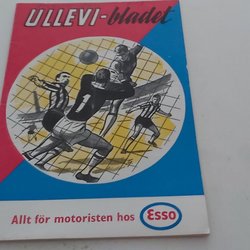 ULLEVI-bladet
Allt för motoristen hos Esso